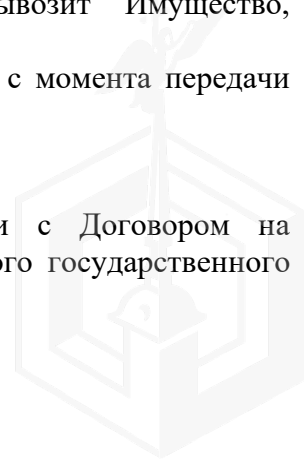 вывозит Имущество,
с момента передачи
и с Договором на
ого государственного